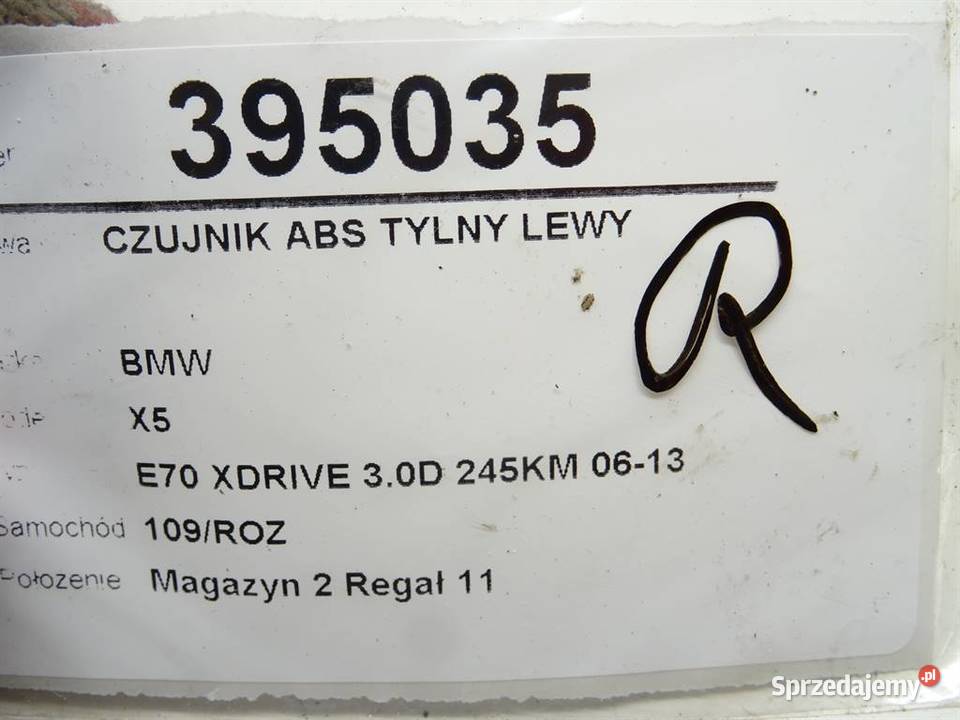 395035
CZUJNIK ABS TYLNY LEWY
R
BMW
X5
E70 XDRIVE 3.0D 245KM 06-13
Samochód 109/ROZ
Położenie Magazyn 2 Regał 11
Sprzedajemy.pl